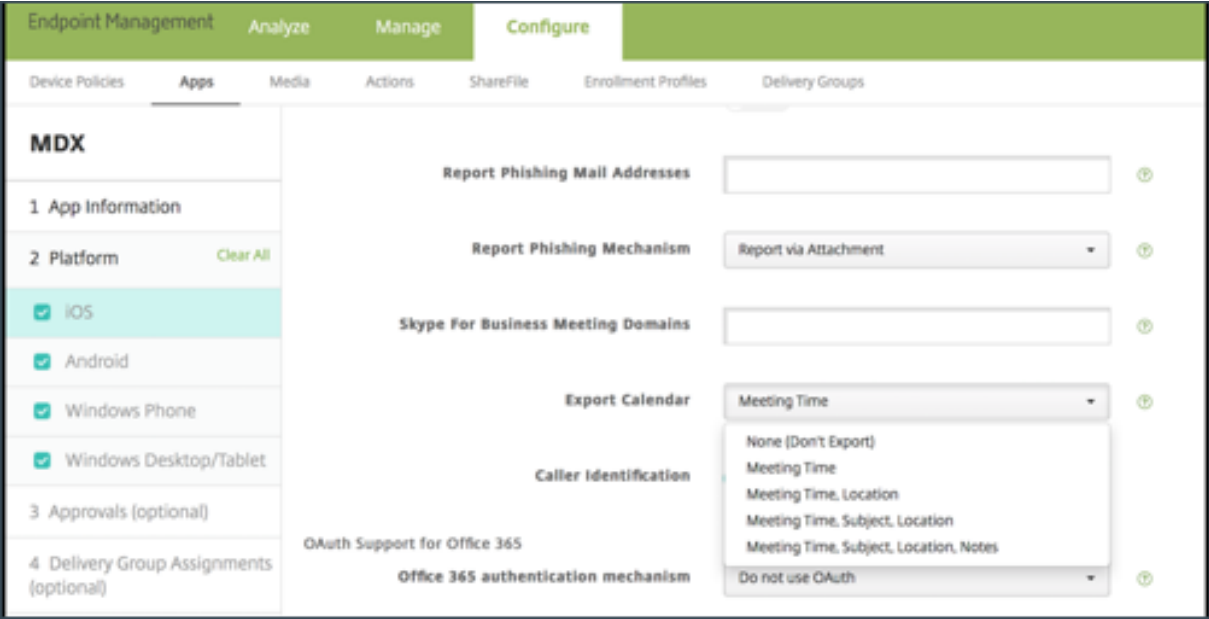 Endpoint Management Analyze Manage Configure
Device Policies Apps Media Actions ShareFile Enrollment Profiles Delivery Groups
MDX
1 App Information
2 Platform Clear All
iOS
Android
Windows Phone
Windows Desktop/Tablet
3 Approvals (optional)
4 Delivery Group Assignments
(optional)
Report Phishing Mail Addresses
Report Phishing Mechanism Report via Attachment
Skype For Business Meeting Domains
Export Calendar Meeting Time
None (Don't Export)
Meeting Time
Meeting Time, Location
Meeting Time, Subject, Location
Meeting Time, Subject, Location, Notes
Caller Identification
OAuth Support for Office 365
Office 365 authentication mechanism Do not use OAuth